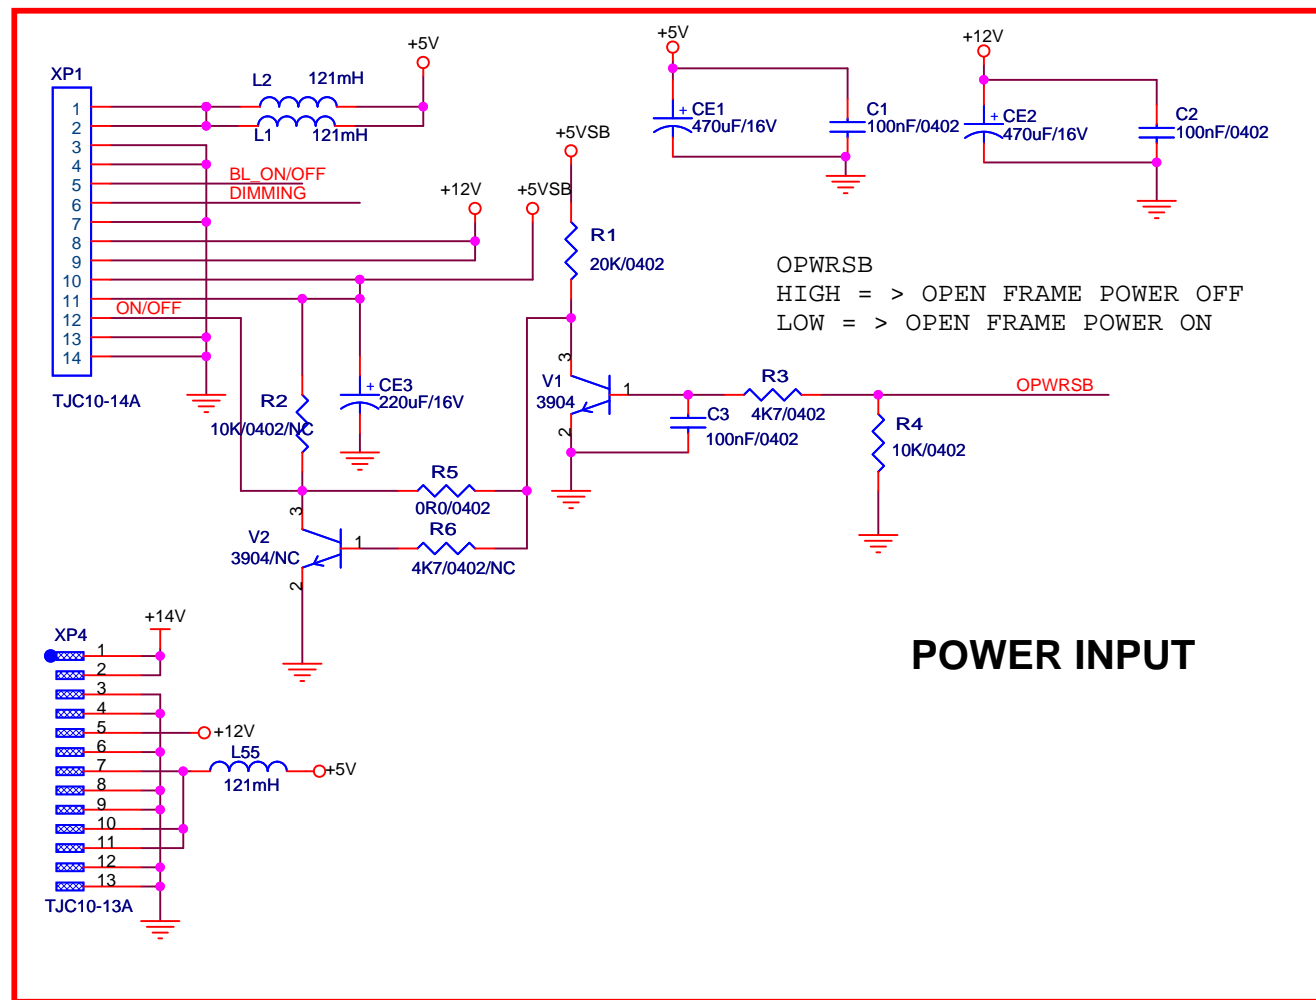 +5V
+5V
+12V
XP1
L2 121mH
L1 121mH
CE1
470uF/16V
C1
100nF/0402
CE2
470uF/16V
C2
100nF/0402
+5VSB
1
2
3
4
5
6
7
8
9
10
11
12
13
14
BL_ON/OFF
DIMMING
+12V
+5VSB
ON/OFF
TJC10-14A
R1
20K/0402
OPWRSB
HIGH = > OPEN FRAME POWER OFF
LOW = > OPEN FRAME POWER ON
R2
10K/0402/NC
CE3
220uF/16V
3
V1
3904
1
2
C3
100nF/0402
R3
4K7/0402
OPWRSB
R4
10K/0402
R5
0R0/0402
R6
4K7/0402/NC
3
V2
3904/NC
1
2
POWER INPUT
+14V
XP4
1
2
3
4
5
6
7
8
9
10
11
12
13
+12V
L55
121mH
+5V
TJC10-13A